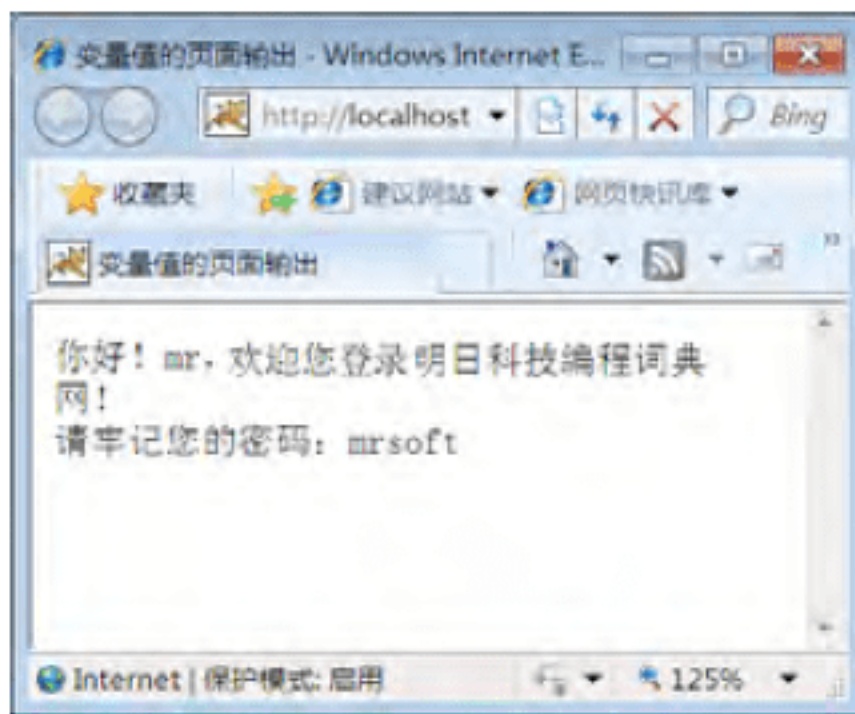 变量值的页面输出 - Windows Internet E...
http://localhost
Bing
收藏夹
建议网站
网页快讯库
变量值的页面输出
你好！mr，欢迎您登录明日科技编程词典
网！
请牢记您的密码：mrsoft
Internet | 保护模式: 启用
125%